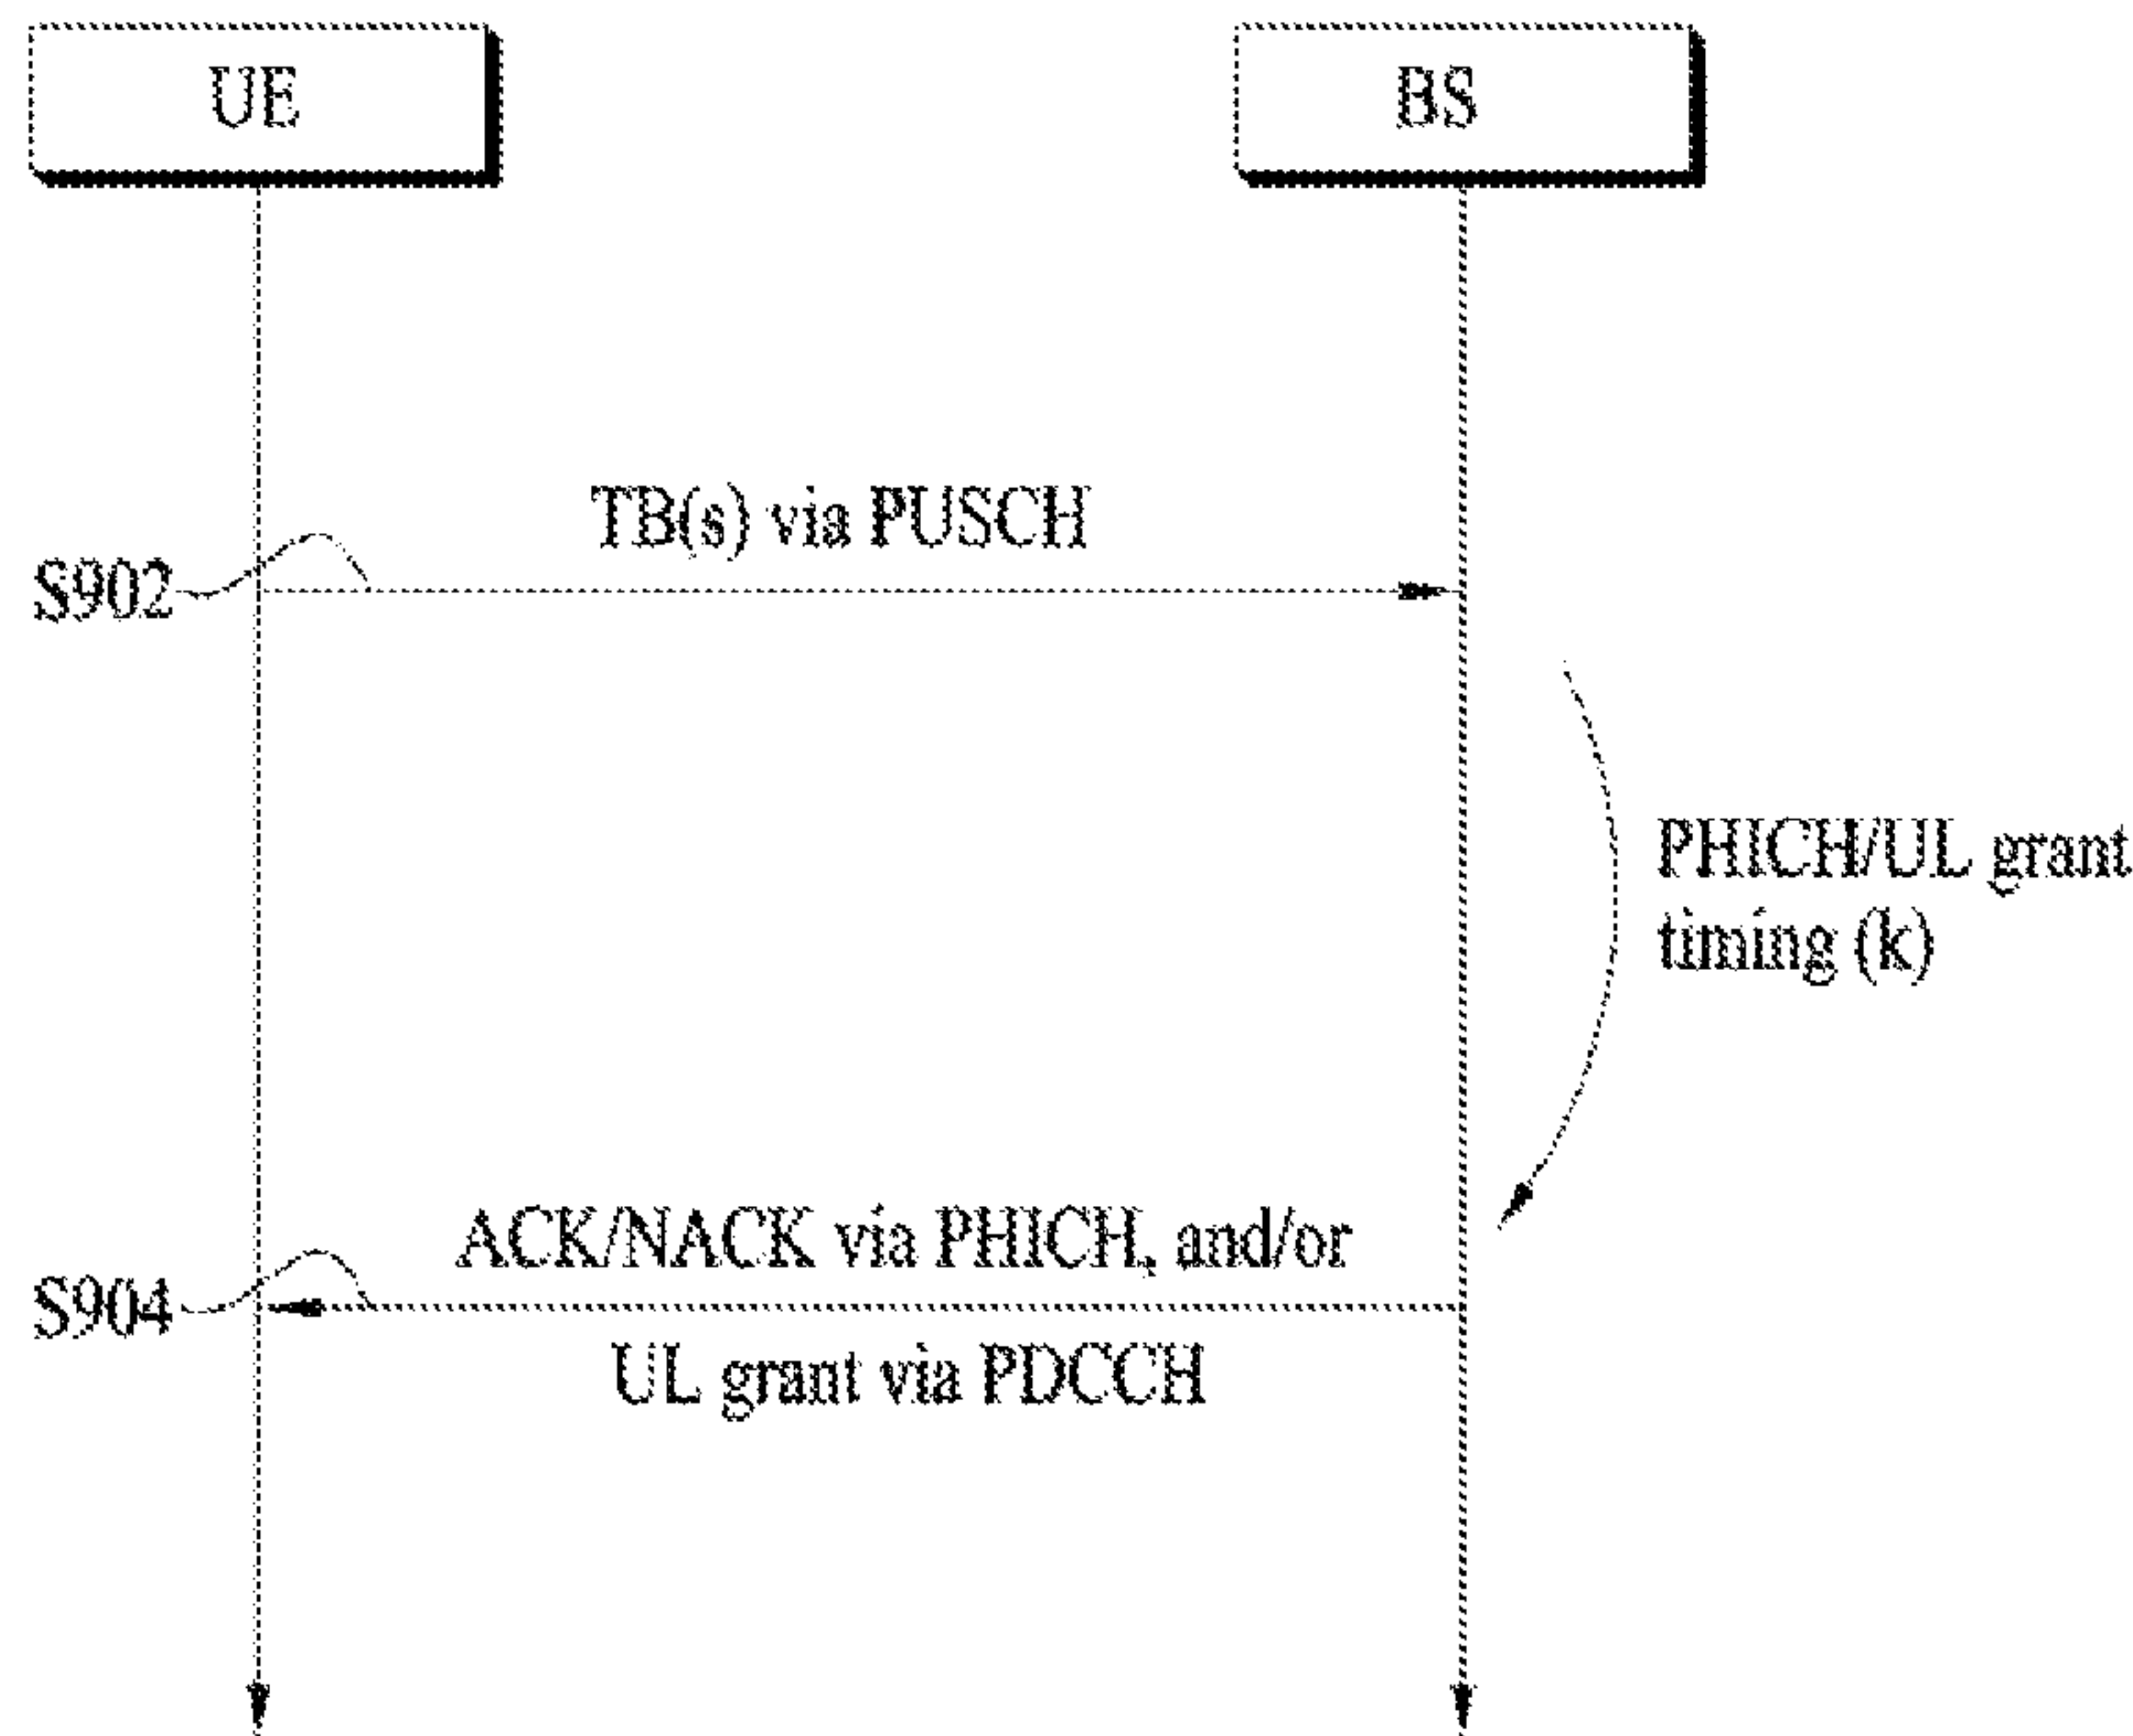 UE
BS
TB(s) via PUSCH
S902
PHICH/UL grant
timing (k)
ACK/NACK via PHICH, and/or
S904
UL grant via PDCCH